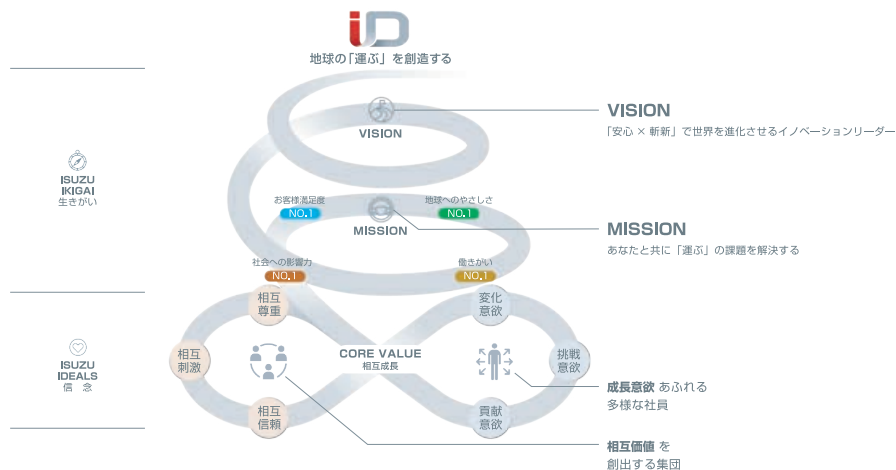 iD
地球の「運ぶ」を創造する
VISION
VISION
「安心 × 斬新」で世界を進化させるイノベーションリーダー
ISUZU
IKIGAI
生きがい
お客様満足度
NO.1
地球へのやさしさ
NO.1
MISSION
MISSION
あなたと共に「運ぶ」の課題を解決する
社会への影響力
NO.1
働きがい
NO.1
相互
尊重
変化
意欲
ISUZU
IDEALS
信 念
相互
刺激
CORE VALUE
相互成長
挑戦
意欲
相互
信頼
貢献
意欲
成長意欲 あふれる
多様な社員
相互価値 を
創出する集団